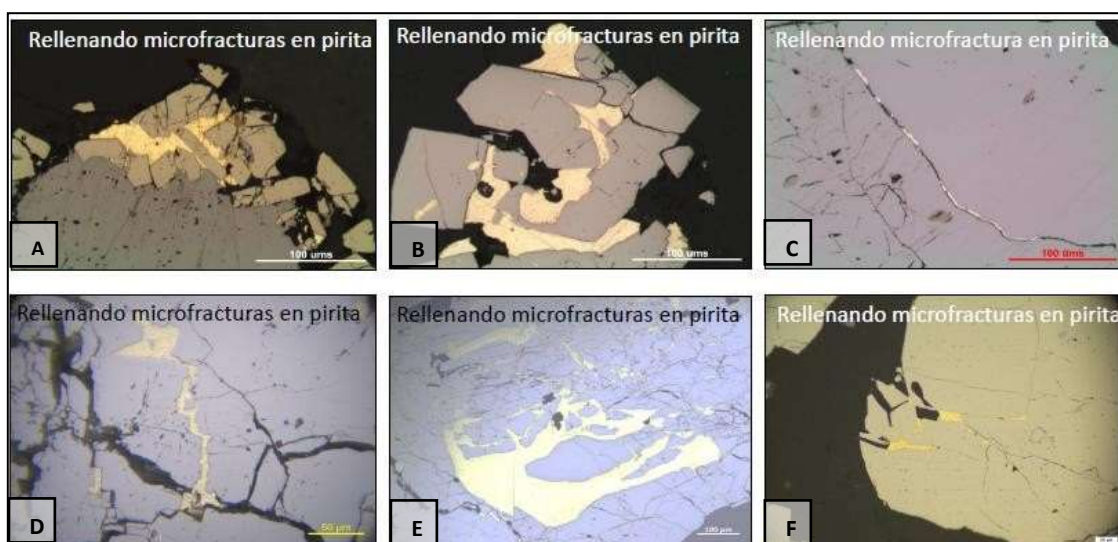 Rellenando microfracturas en pirita
Rellenando microfracturas en pirita
Rellenando microfractura en pirita
A
100 ums
B
100 ums
C
100 ums
Rellenando microfracturas en pirita
Rellenando microfracturas en pirita
Rellenando microfracturas en pirita
D
50 µm
E
100 µm
F